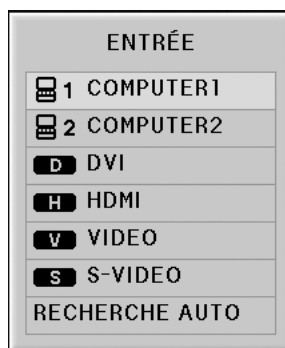 ENTRÉE
1 COMPUTER1
2 COMPUTER2
D DVI
H HDMI
V VIDEO
S S-VIDEO
RECHERCHE AUTO